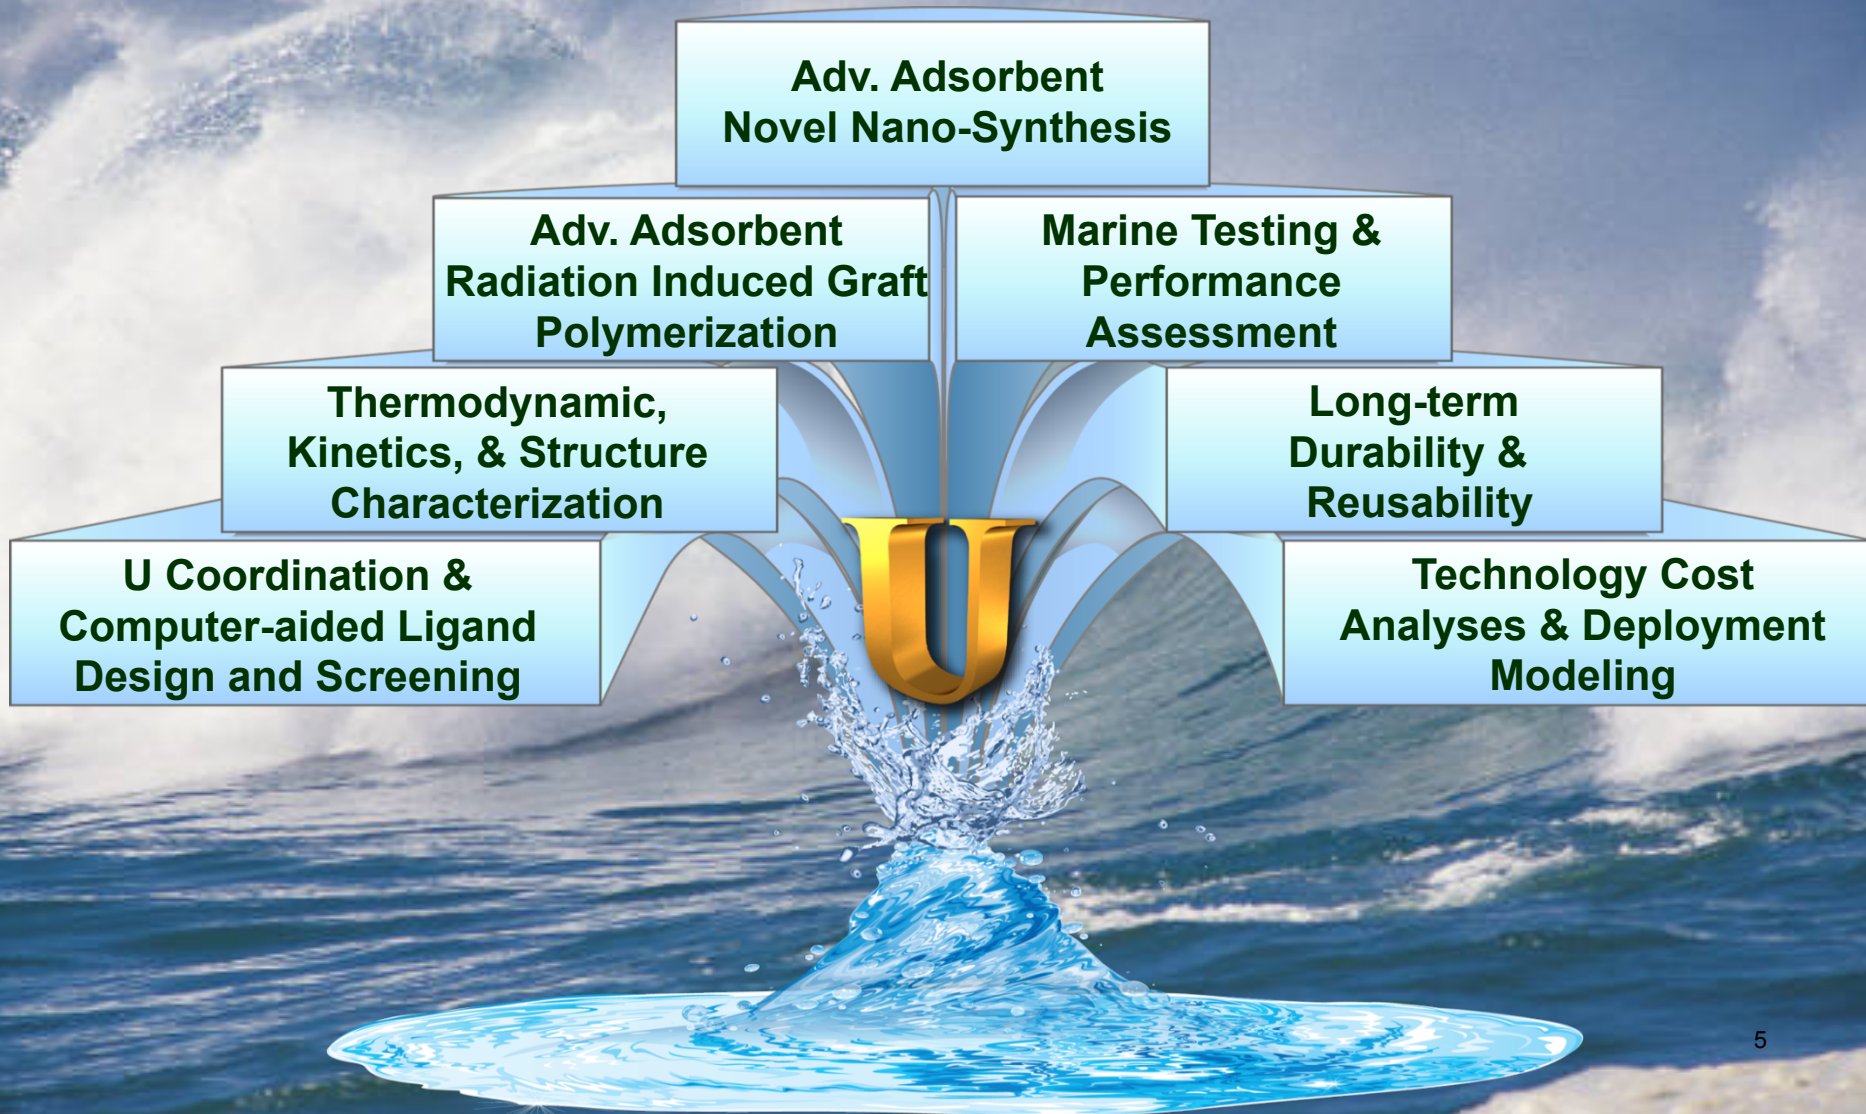 Adv. Adsorbent
Novel Nano-Synthesis
Adv. Adsorbent
Radiation Induced Graft
Polymerization
Marine Testing &
Performance
Assessment
Thermodynamic,
Kinetics, & Structure
Characterization
Long-term
Durability &
Reusability
U Coordination &
Computer-aided Ligand
Design and Screening
U
Technology Cost
Analyses & Deployment
Modeling
5